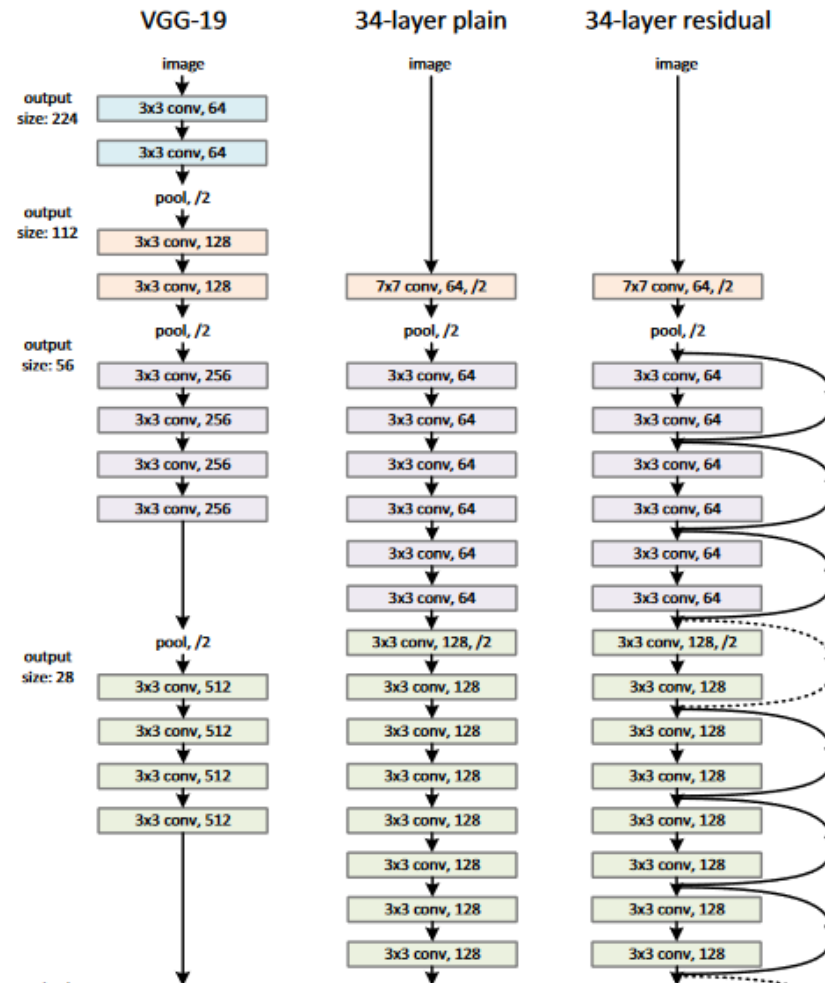 VGG-19
34-layer plain
34-layer residual
image
image
image
output
size: 224
3x3 conv, 64
3x3 conv, 64
pool, /2
output
size: 112
3x3 conv, 128
3x3 conv, 128
7x7 conv, 64, /2
7x7 conv, 64, /2
pool, /2
pool, /2
pool, /2
output
size: 56
3x3 conv, 256
3x3 conv, 64
3x3 conv, 64
3x3 conv, 256
3x3 conv, 64
3x3 conv, 64
3x3 conv, 256
3x3 conv, 64
3x3 conv, 64
3x3 conv, 256
3x3 conv, 64
3x3 conv, 64
3x3 conv, 64
3x3 conv, 64
3x3 conv, 64
3x3 conv, 64
pool, /2
3x3 conv, 128, /2
3x3 conv, 128, /2
output
size: 28
3x3 conv, 512
3x3 conv, 128
3x3 conv, 128
3x3 conv, 512
3x3 conv, 128
3x3 conv, 128
3x3 conv, 512
3x3 conv, 128
3x3 conv, 128
3x3 conv, 512
3x3 conv, 128
3x3 conv, 128
3x3 conv, 128
3x3 conv, 128
3x3 conv, 128
3x3 conv, 128
3x3 conv, 128
3x3 conv, 128